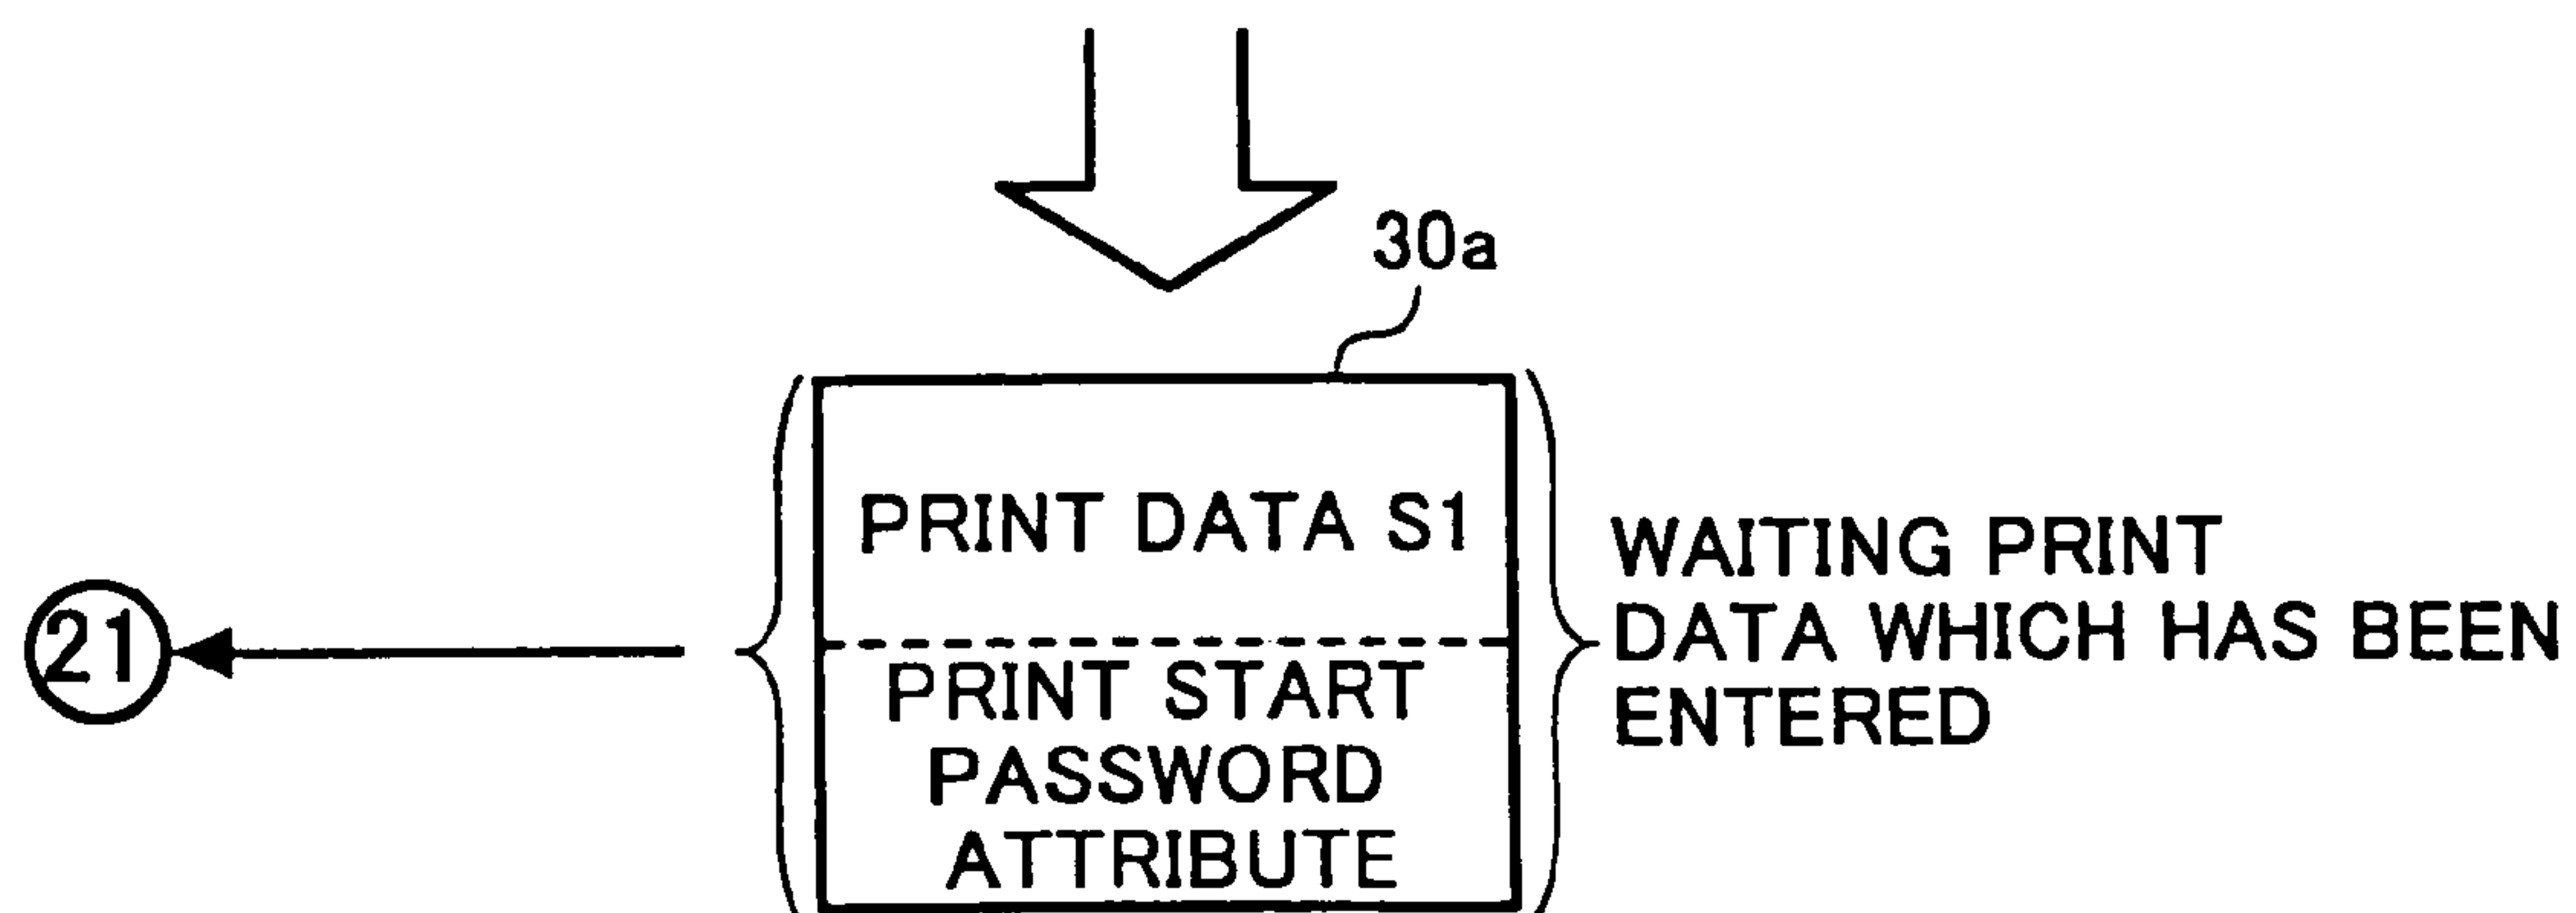 30a
PRINT DATA S1
PRINT START
PASSWORD
ATTRIBUTE
WAITING PRINT
DATA WHICH HAS BEEN
ENTERED
21